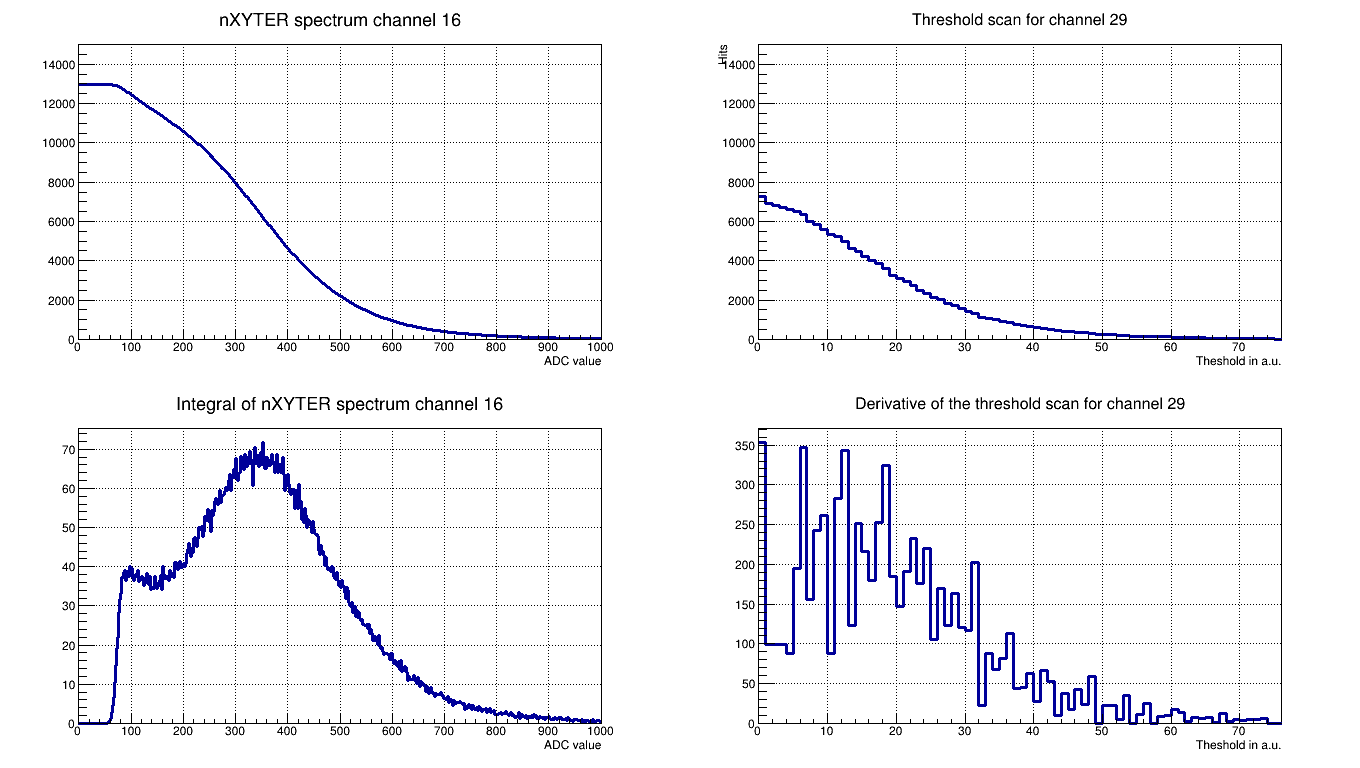 nXYTER spectrum channel 16
14000
12000
10000
8000
6000
4000
2000
0
0 100 200 300 400 500 600 700 800 900 1000
ADC value
Threshold scan for channel 29
Hits
14000
12000
10000
8000
6000
4000
2000
0
0 10 20 30 40 50 60 70
Theshold in a.u.
Integral of nXYTER spectrum channel 16
70
60
50
40
30
20
10
0
0 100 200 300 400 500 600 700 800 900 1000
ADC value
Derivative of the threshold scan for channel 29
350
300
250
200
150
100
50
0
0 10 20 30 40 50 60 70
Theshold in a.u.